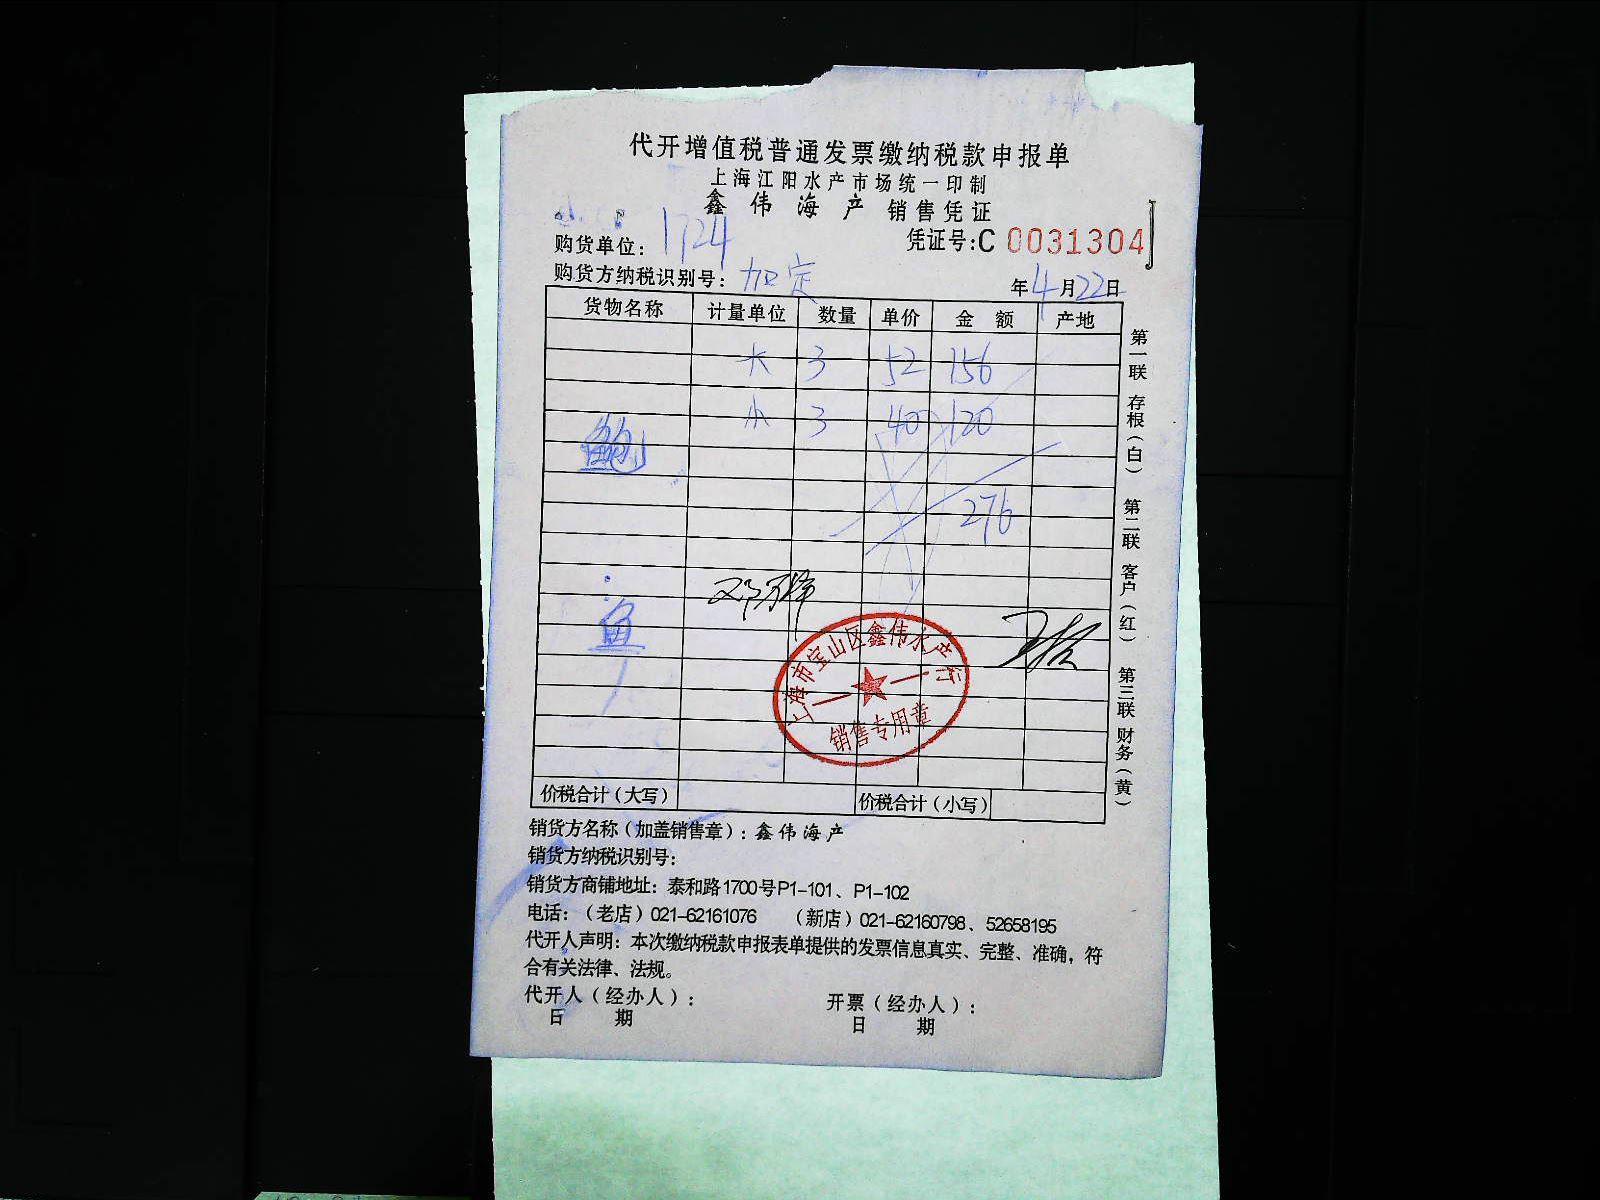 代开增值税普通发票缴纳税款申报单
上海江阳水产市场统一印制
鑫伟海产 销售凭证
购货单位： 1724 凭证号：C 0031304
购货方纳税识别号： 加定 年4月22日
货物名称 计量单位 数量 单价 金额 产地
大 3 52 156
小 3 40 120
鲍
276
鱼
上海市宝山区鑫伟水产行
销售专用章
价税合计（大写） 价税合计（小写）
第一联 存根（白） 第二联 客户（红） 第三联 财务（黄）
销货方名称（加盖销售章）：鑫伟海产
销货方纳税识别号：
销货方商铺地址：泰和路1700号P1-101、P1-102
电话：（老店）021-62161076 （新店）021-62160798、52658195
代开人声明：本次缴纳税款申报表单提供的发票信息真实、完整、准确，符
合有关法律、法规。
代开人（经办人）： 开票（经办人）：
日 期 日 期